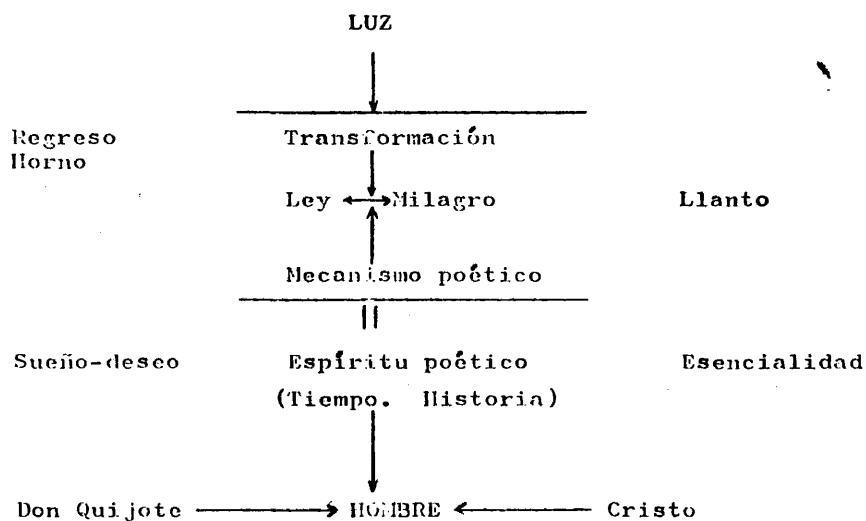 LUZ
Regreso Transformación
Horno
Ley Milagro Llanto
Mecanismo poético
Sueño-deseo Espíritu poético Esencialidad
(Tiempo. Historia)
Don Quijote HOMBRE Cristo